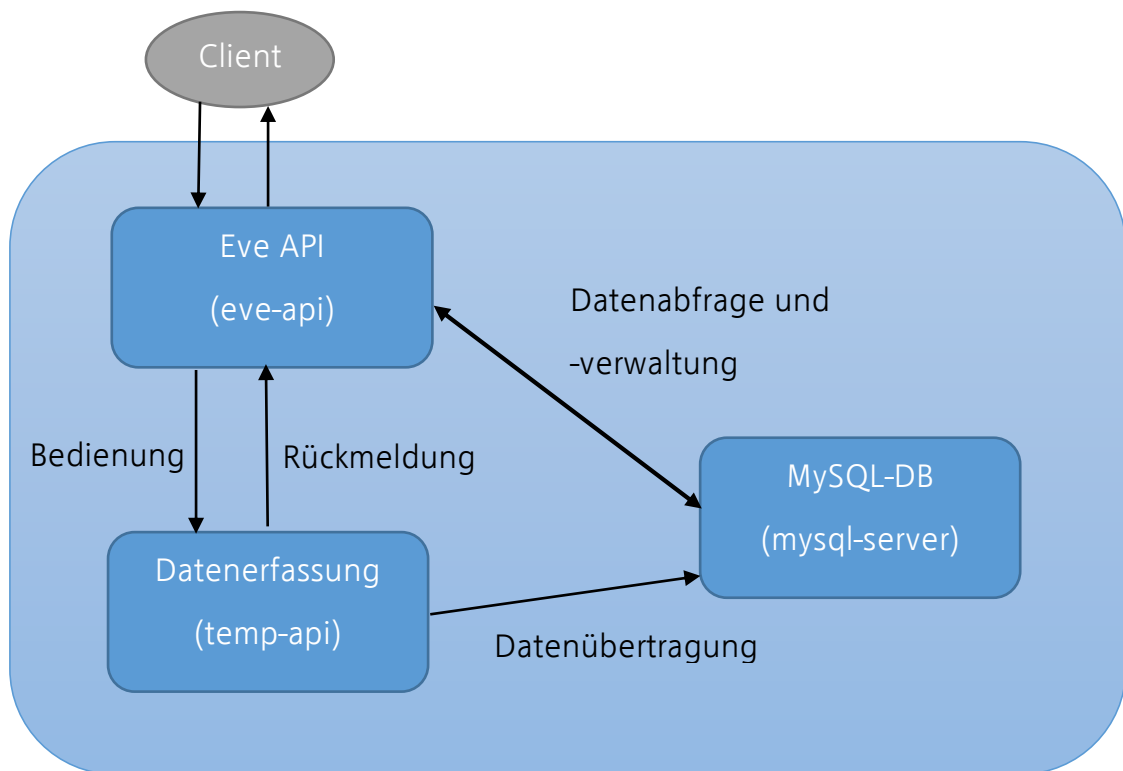 Client
Eve API
(eve-api)
Datenabfrage und
-verwaltung
Bedienung
Rückmeldung
MySQL-DB
(mysql-server)
Datenerfassung
(temp-api)
Datenübertragung